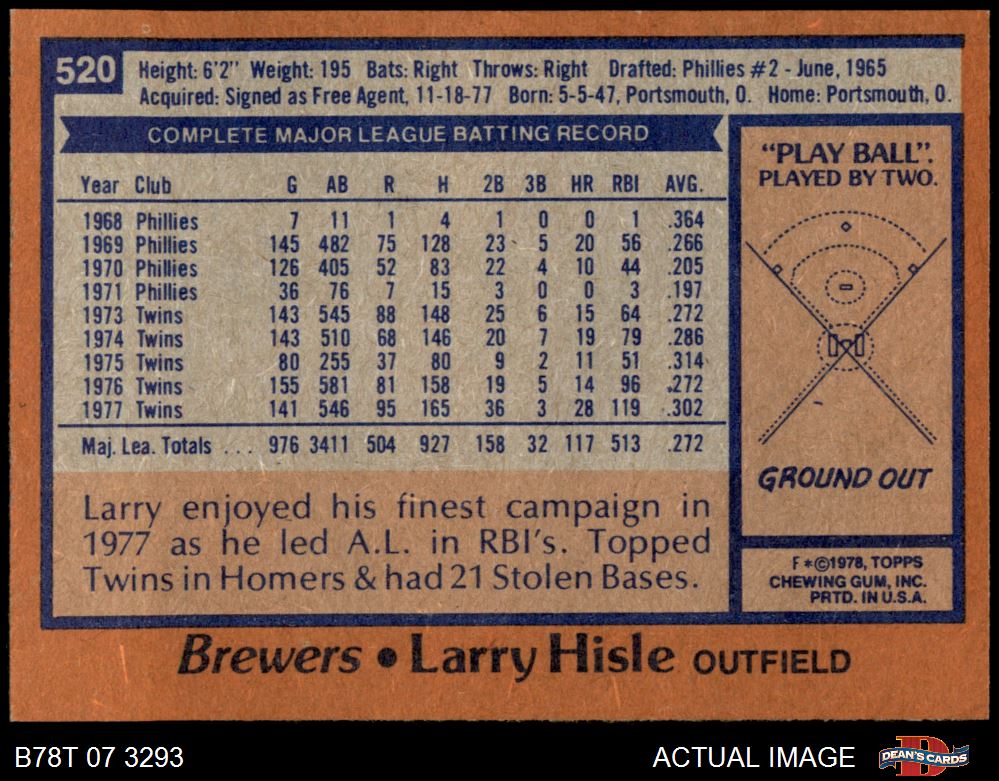 520
Height: 6'2" Weight: 195 Bats: Right Throws: Right Drafted: Phillies #2 - June, 1965
Acquired: Signed as Free Agent, 11-18-77 Born: 5-5-47, Portsmouth, O. Home: Portsmouth, O.
COMPLETE MAJOR LEAGUE BATTING RECORD
Year Club G AB R H 2B 3B HR RBI AVG.
1968 Phillies 7 11 1 4 1 0 0 1 .364
1969 Phillies 145 482 75 128 23 5 20 56 .266
1970 Phillies 126 405 52 83 22 4 10 44 .205
1971 Phillies 36 76 7 15 3 0 0 3 .197
1973 Twins 143 545 88 148 25 6 15 64 .272
1974 Twins 143 510 68 146 20 7 19 79 .286
1975 Twins 80 255 37 80 9 2 11 51 .314
1976 Twins 155 581 81 158 19 5 14 96 .272
1977 Twins 141 546 95 165 36 3 28 119 .302
Maj. Lea. Totals ... 976 3411 504 927 158 32 117 513 .272
Larry enjoyed his finest campaign in
1977 as he led A.L. in RBI's. Topped
Twins in Homers & had 21 Stolen Bases.
"PLAY BALL".
PLAYED BY TWO.
GROUND OUT
F*©1978, TOPPS
CHEWING GUM, INC.
PRTD. IN U.S.A.
Brewers • Larry Hisle OUTFIELD
B78T 07 3293 ACTUAL IMAGE DEAN'S CARDS